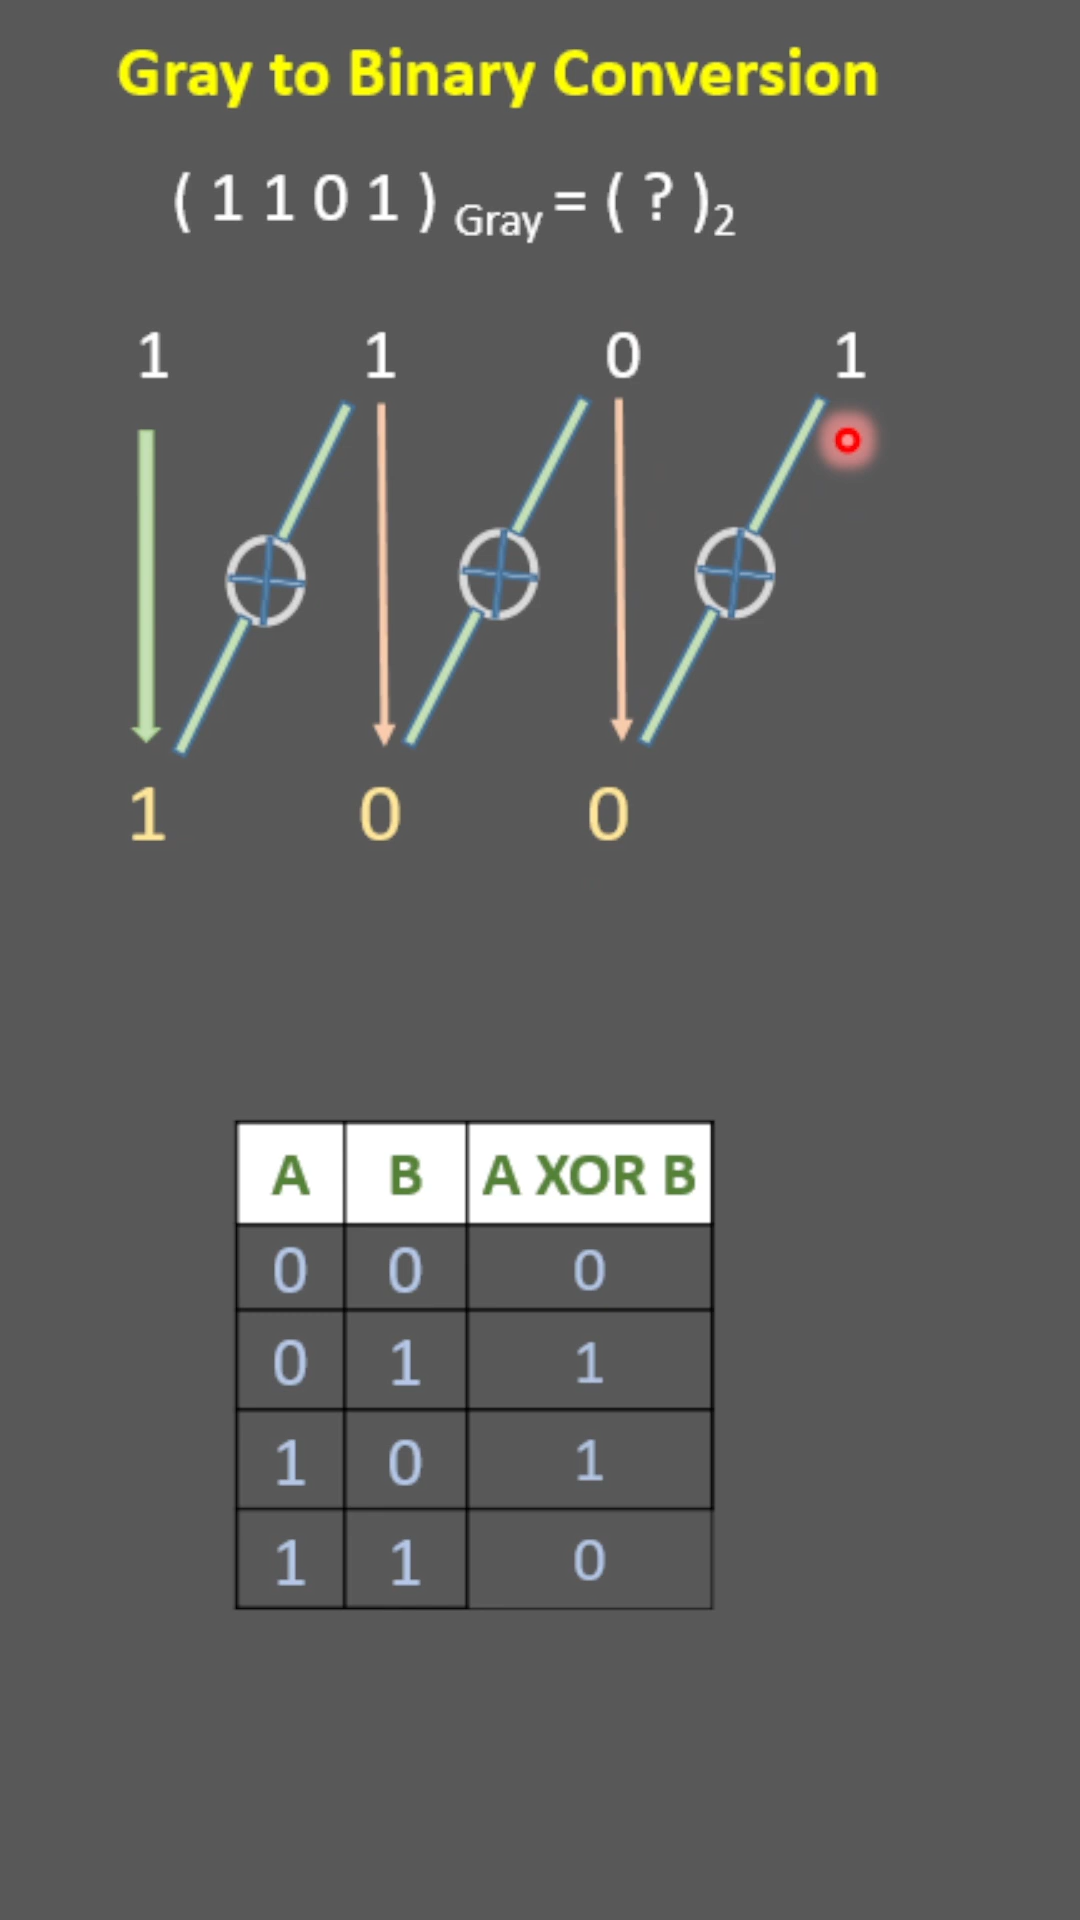 Gray to Binary Conversion
( 1 1 0 1 ) Gray = ( ? )2
1 1 0 1
1 0 0
A B A XOR B
0 0 0
0 1 1
1 0 1
1 1 0